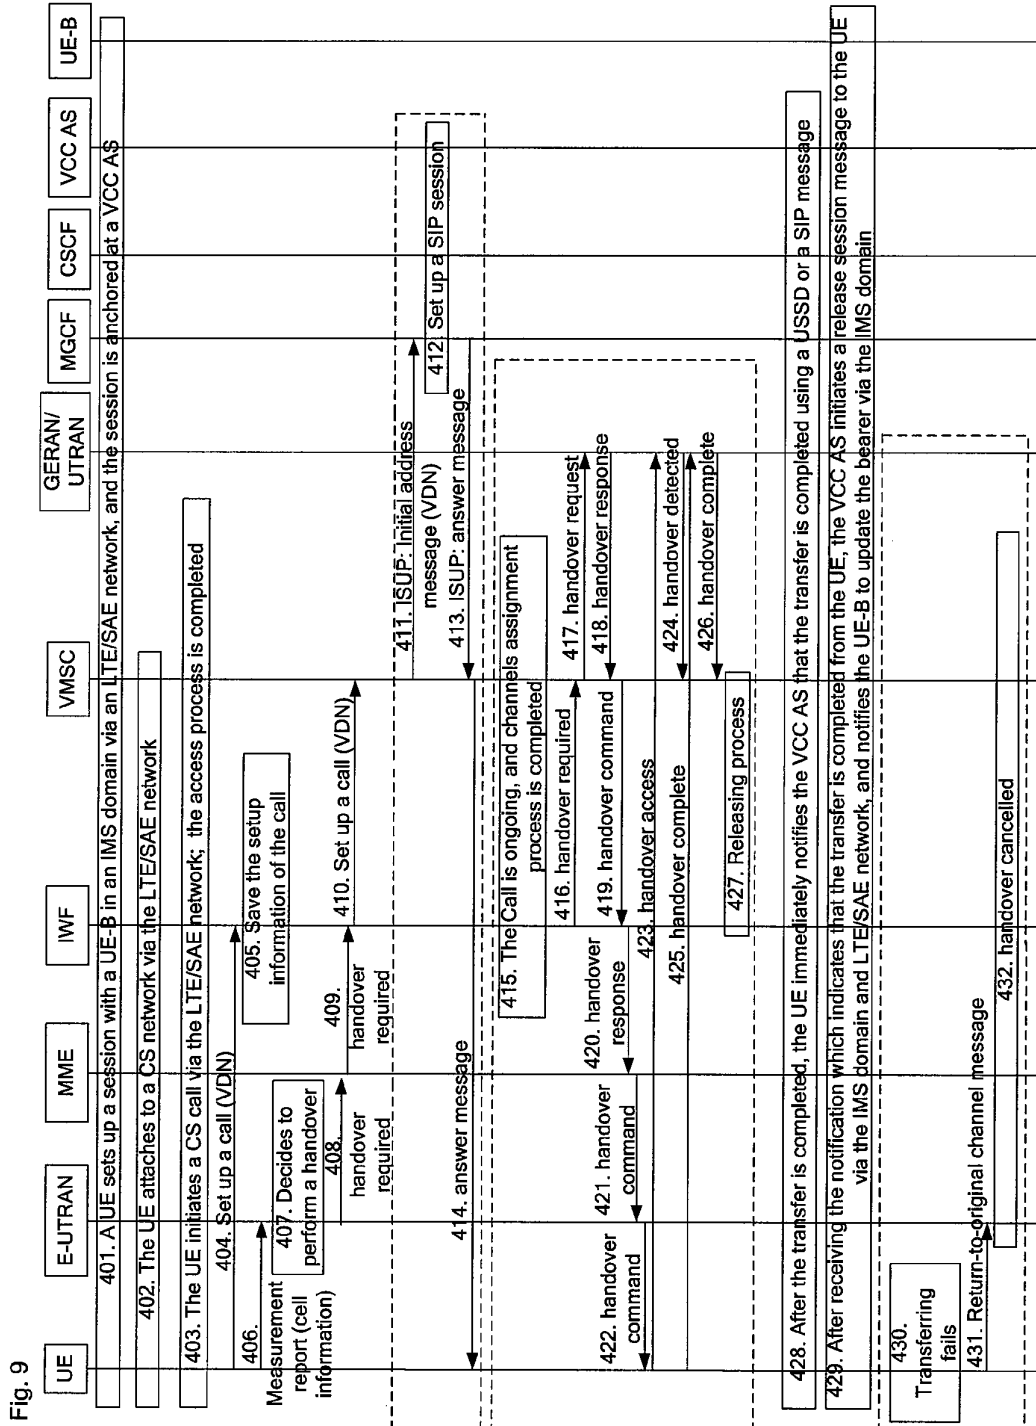 Fig. 9
UE
E-UTRAN
MME
IWF
VMSC
GERAN/
UTRAN
MGCF
CSCF
VCC AS
UE-B
401. A UE sets up a session with a UE-B in an IMS domain via an LTE/SAE network, and the session is anchored at a VCC AS
402. The UE attaches to a CS network via the LTE/SAE network
403. The UE initiates a CS call via the LTE/SAE network; the access process is completed
404. Set up a call (VDN)
405. Save the setup
information of the call
406.
Measurement
report (cell
information)
407. Decides to
perform a handover
408.
handover
required
409.
handover
required
410. Set up a call (VDN)
411. ISUP: Initial address
message (VDN)
412. Set up a SIP session
413. ISUP: answer message
414. answer message
415. The Call is ongoing, and channels assignment
process is completed
416. handover required
417. handover request
418. handover response
419. handover command
420. handover
response
421. handover
command
422. handover
command
423. handover access
424. handover detected
425. handover complete
426. handover complete
427. Releasing process
428. After the transfer is completed, the UE immediately notifies the VCC AS that the transfer is completed using a USSD or a SIP message
429. After receiving the notification which indicates that the transfer is completed from the UE, the VCC AS initiates a release session message to the UE
via the IMS domain and LTE/SAE network, and notifies the UE-B to update the bearer via the IMS domain
430.
Transferring
fails
431. Return-to-original channel message
432. handover cancelled